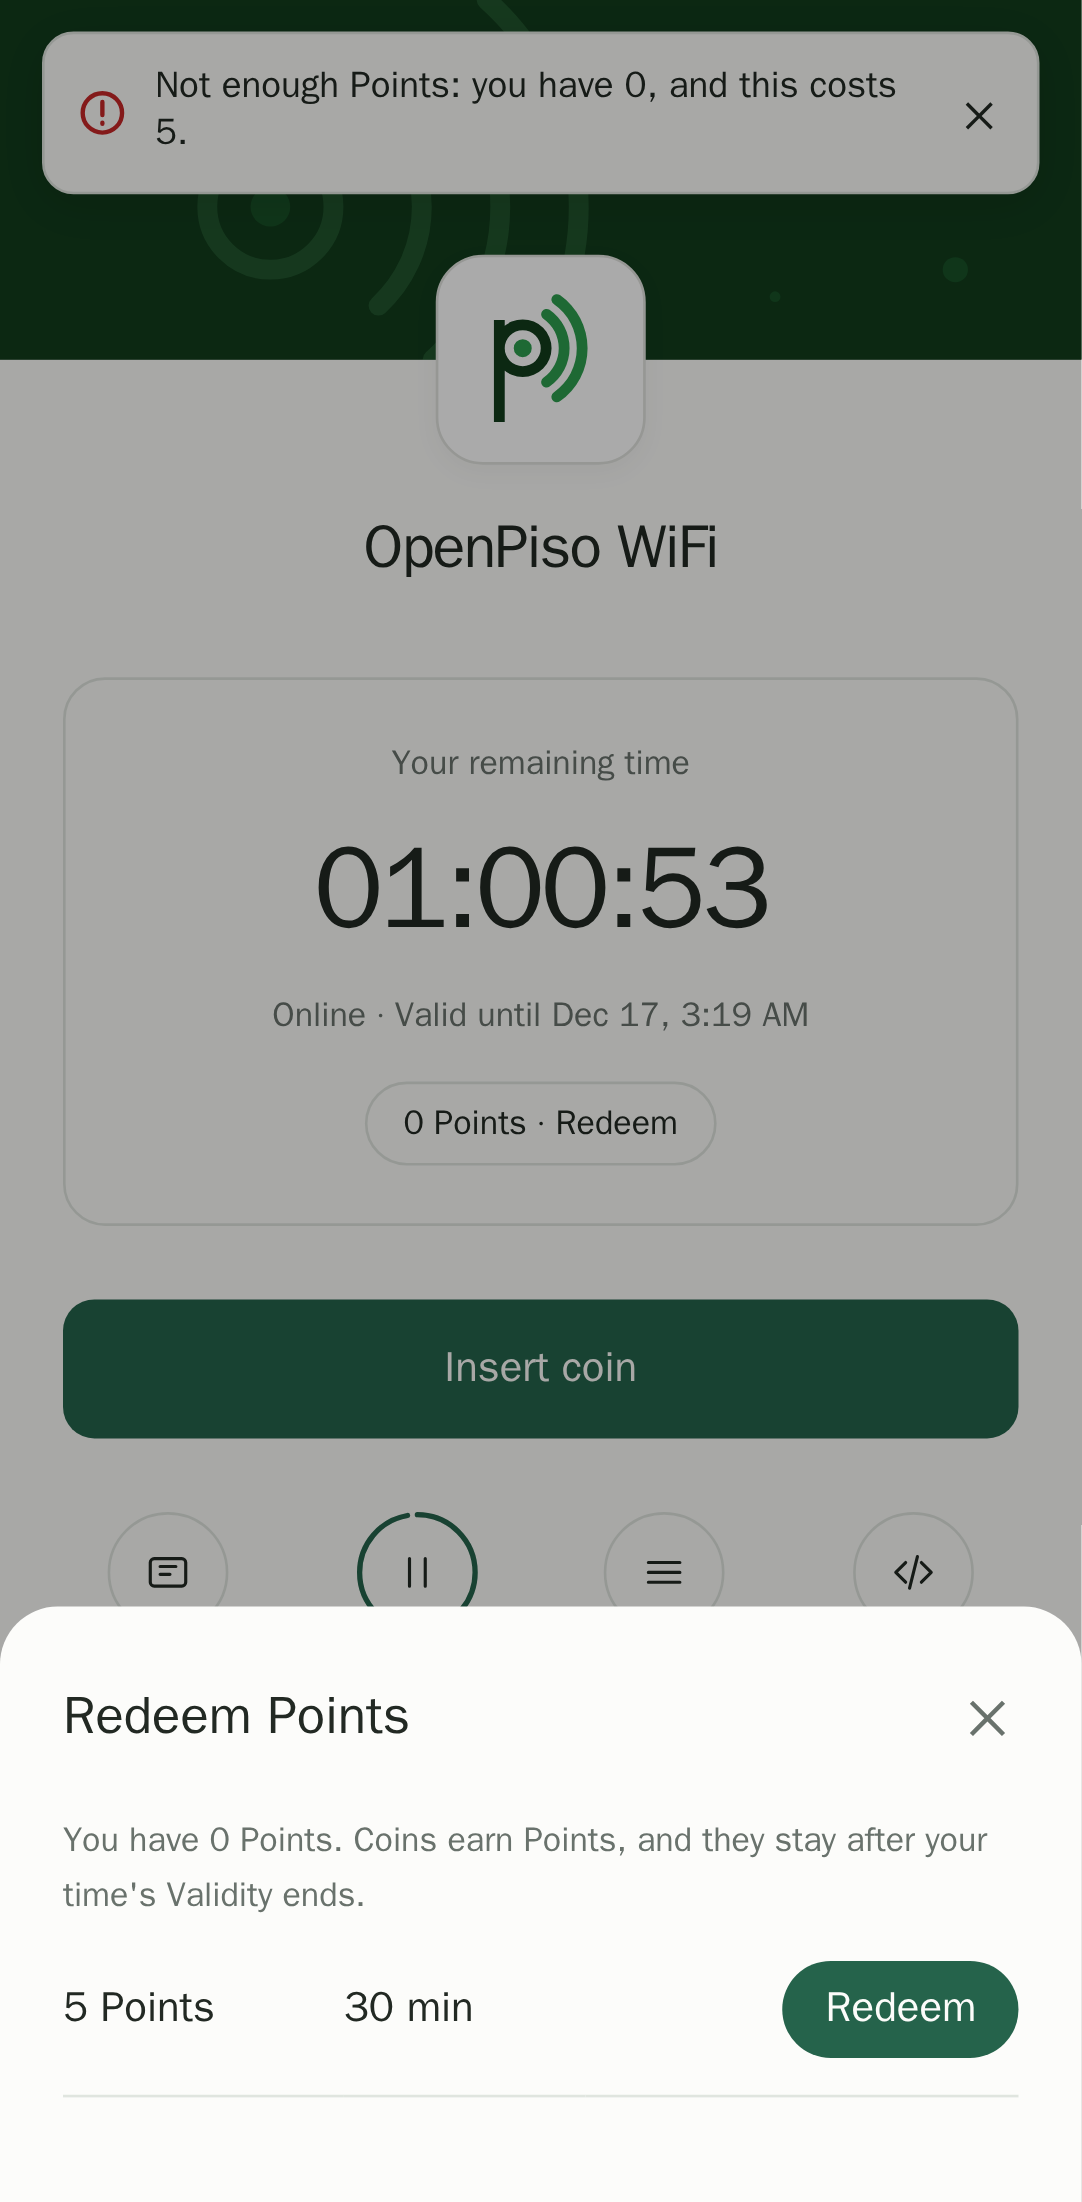 Not enough Points: you have 0, and this costs
5.
OpenPiso WiFi
Your remaining time
01:00:53
Online · Valid until Dec 17, 3:19 AM
0 Points · Redeem
Insert coin
Redeem Points
You have 0 Points. Coins earn Points, and they stay after your
time's Validity ends.
5 Points 30 min Redeem